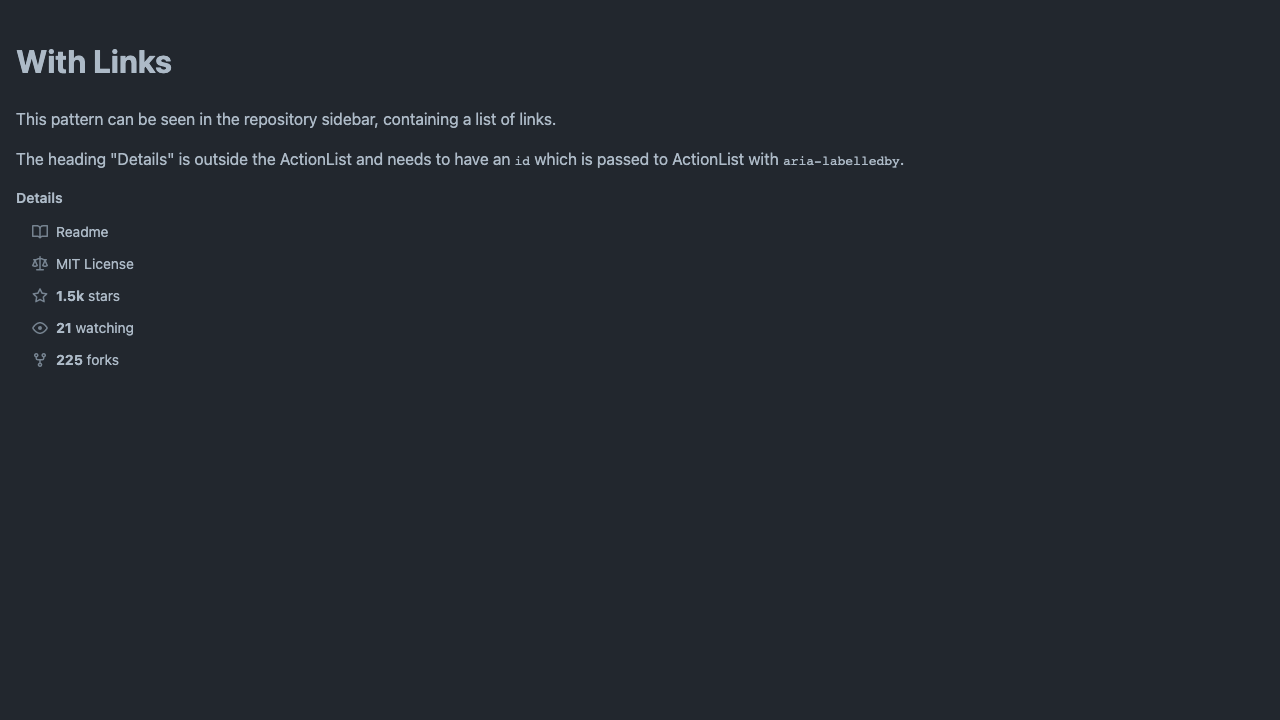 With Links
This pattern can be seen in the repository sidebar, containing a list of links.
The heading "Details" is outside the ActionList and needs to have an id which is passed to ActionList with aria-labelledby.
Details
Readme
MIT License
1.5k stars
21 watching
225 forks